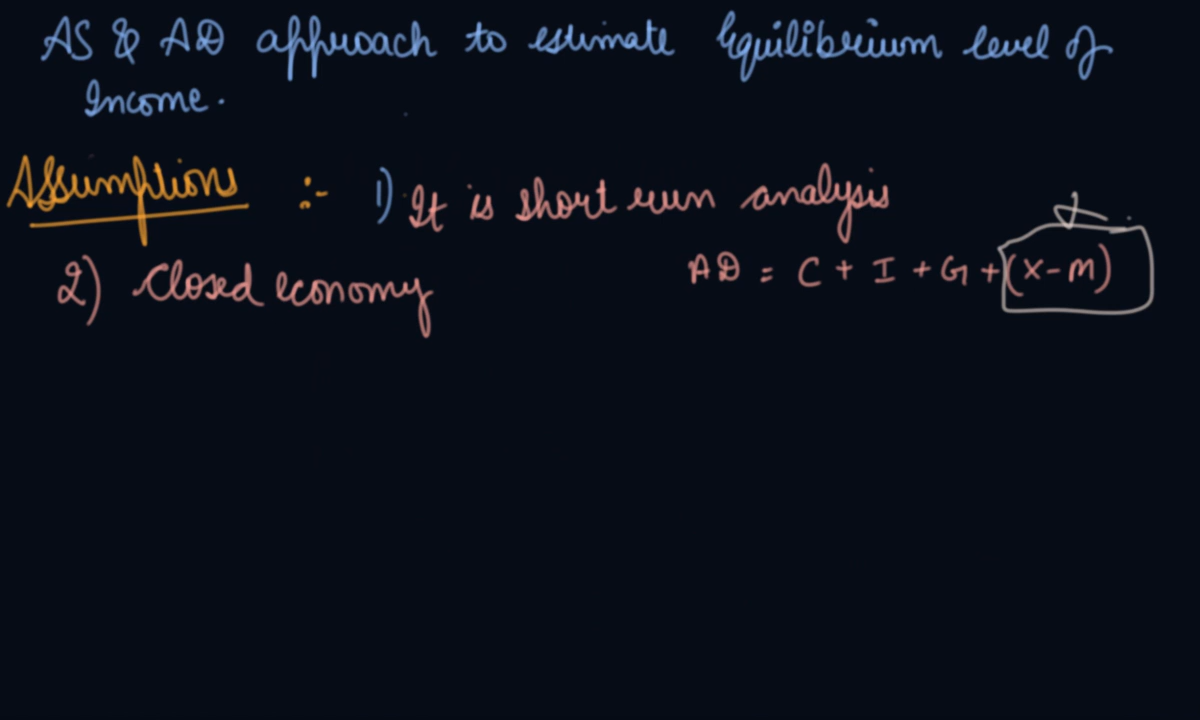 AS & AD approach to estimate Equilibrium level of
Income.
Assumptions :- 1) It is short run analysis
2) Closed economy
AD = C + I + G + (X-M)